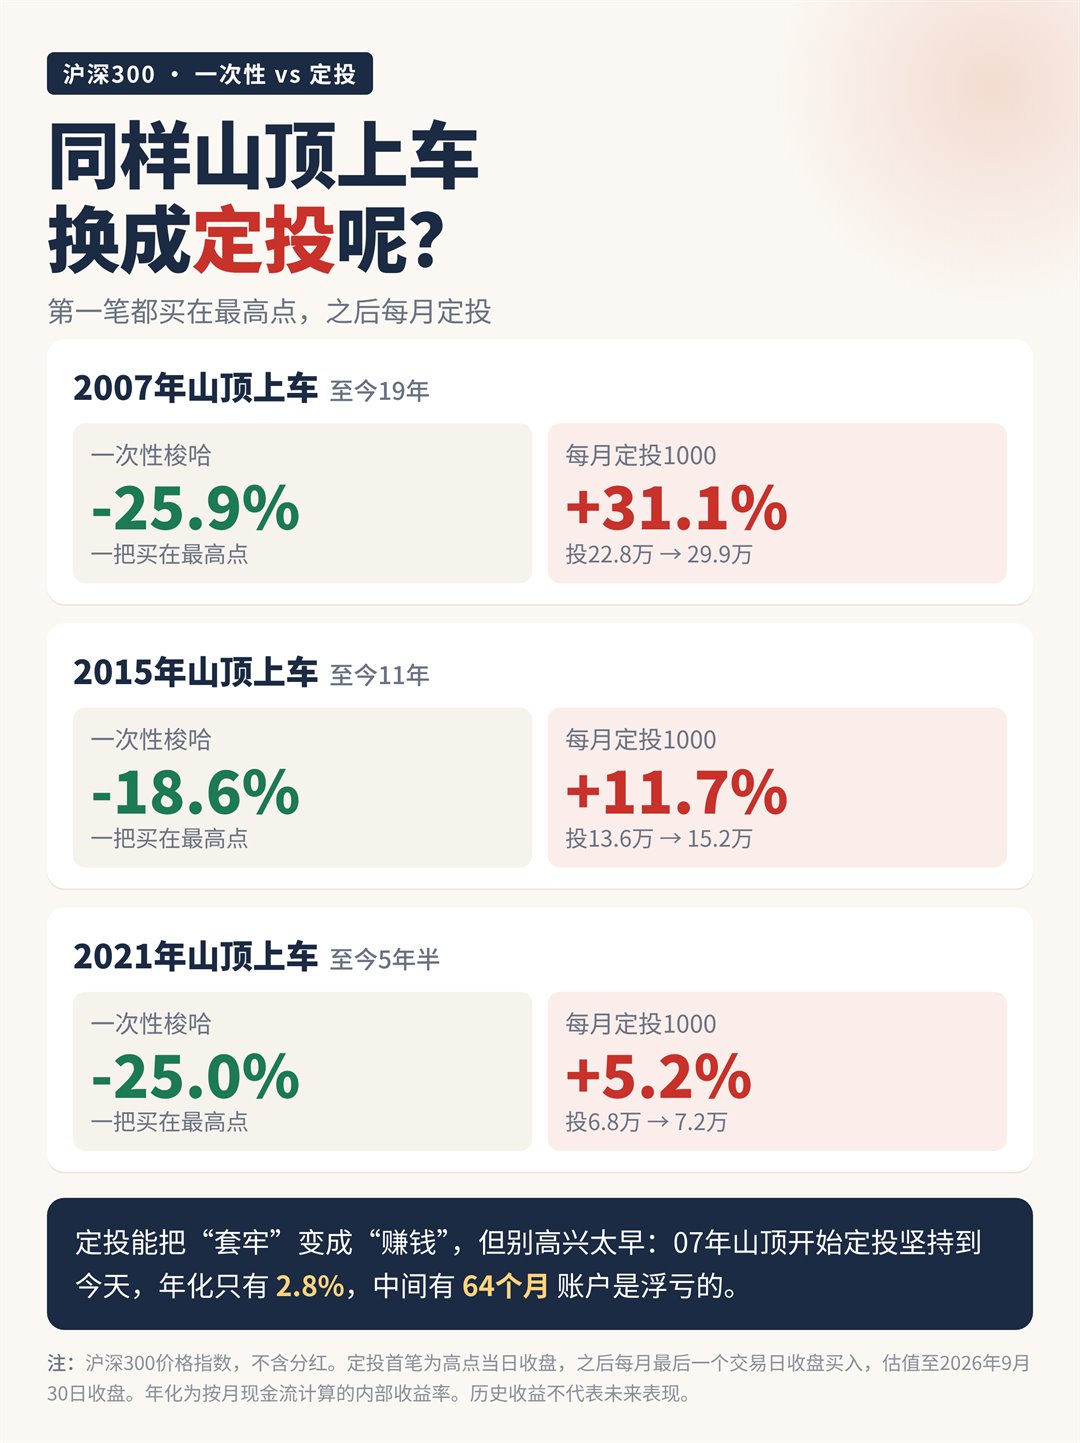 沪深300 · 一次性 vs 定投
同样山顶上车
换成定投呢？
第一笔都买在最高点，之后每月定投
2007年山顶上车 至今19年
一次性梭哈
-25.9%
一把买在最高点
每月定投1000
+31.1%
投22.8万 → 29.9万
2015年山顶上车 至今11年
一次性梭哈
-18.6%
一把买在最高点
每月定投1000
+11.7%
投13.6万 → 15.2万
2021年山顶上车 至今5年半
一次性梭哈
-25.0%
一把买在最高点
每月定投1000
+5.2%
投6.8万 → 7.2万
定投能把“套牢”变成“赚钱”，但别高兴太早：07年山顶开始定投坚持到
今天，年化只有 2.8%，中间有 64个月 账户是浮亏的。
注：沪深300价格指数，不含分红。定投首笔为高点当日收盘，之后每月最后一个交易日收盘买入，估值至2026年9月
30日收盘。年化为按月现金流计算的内部收益率。历史收益不代表未来表现。